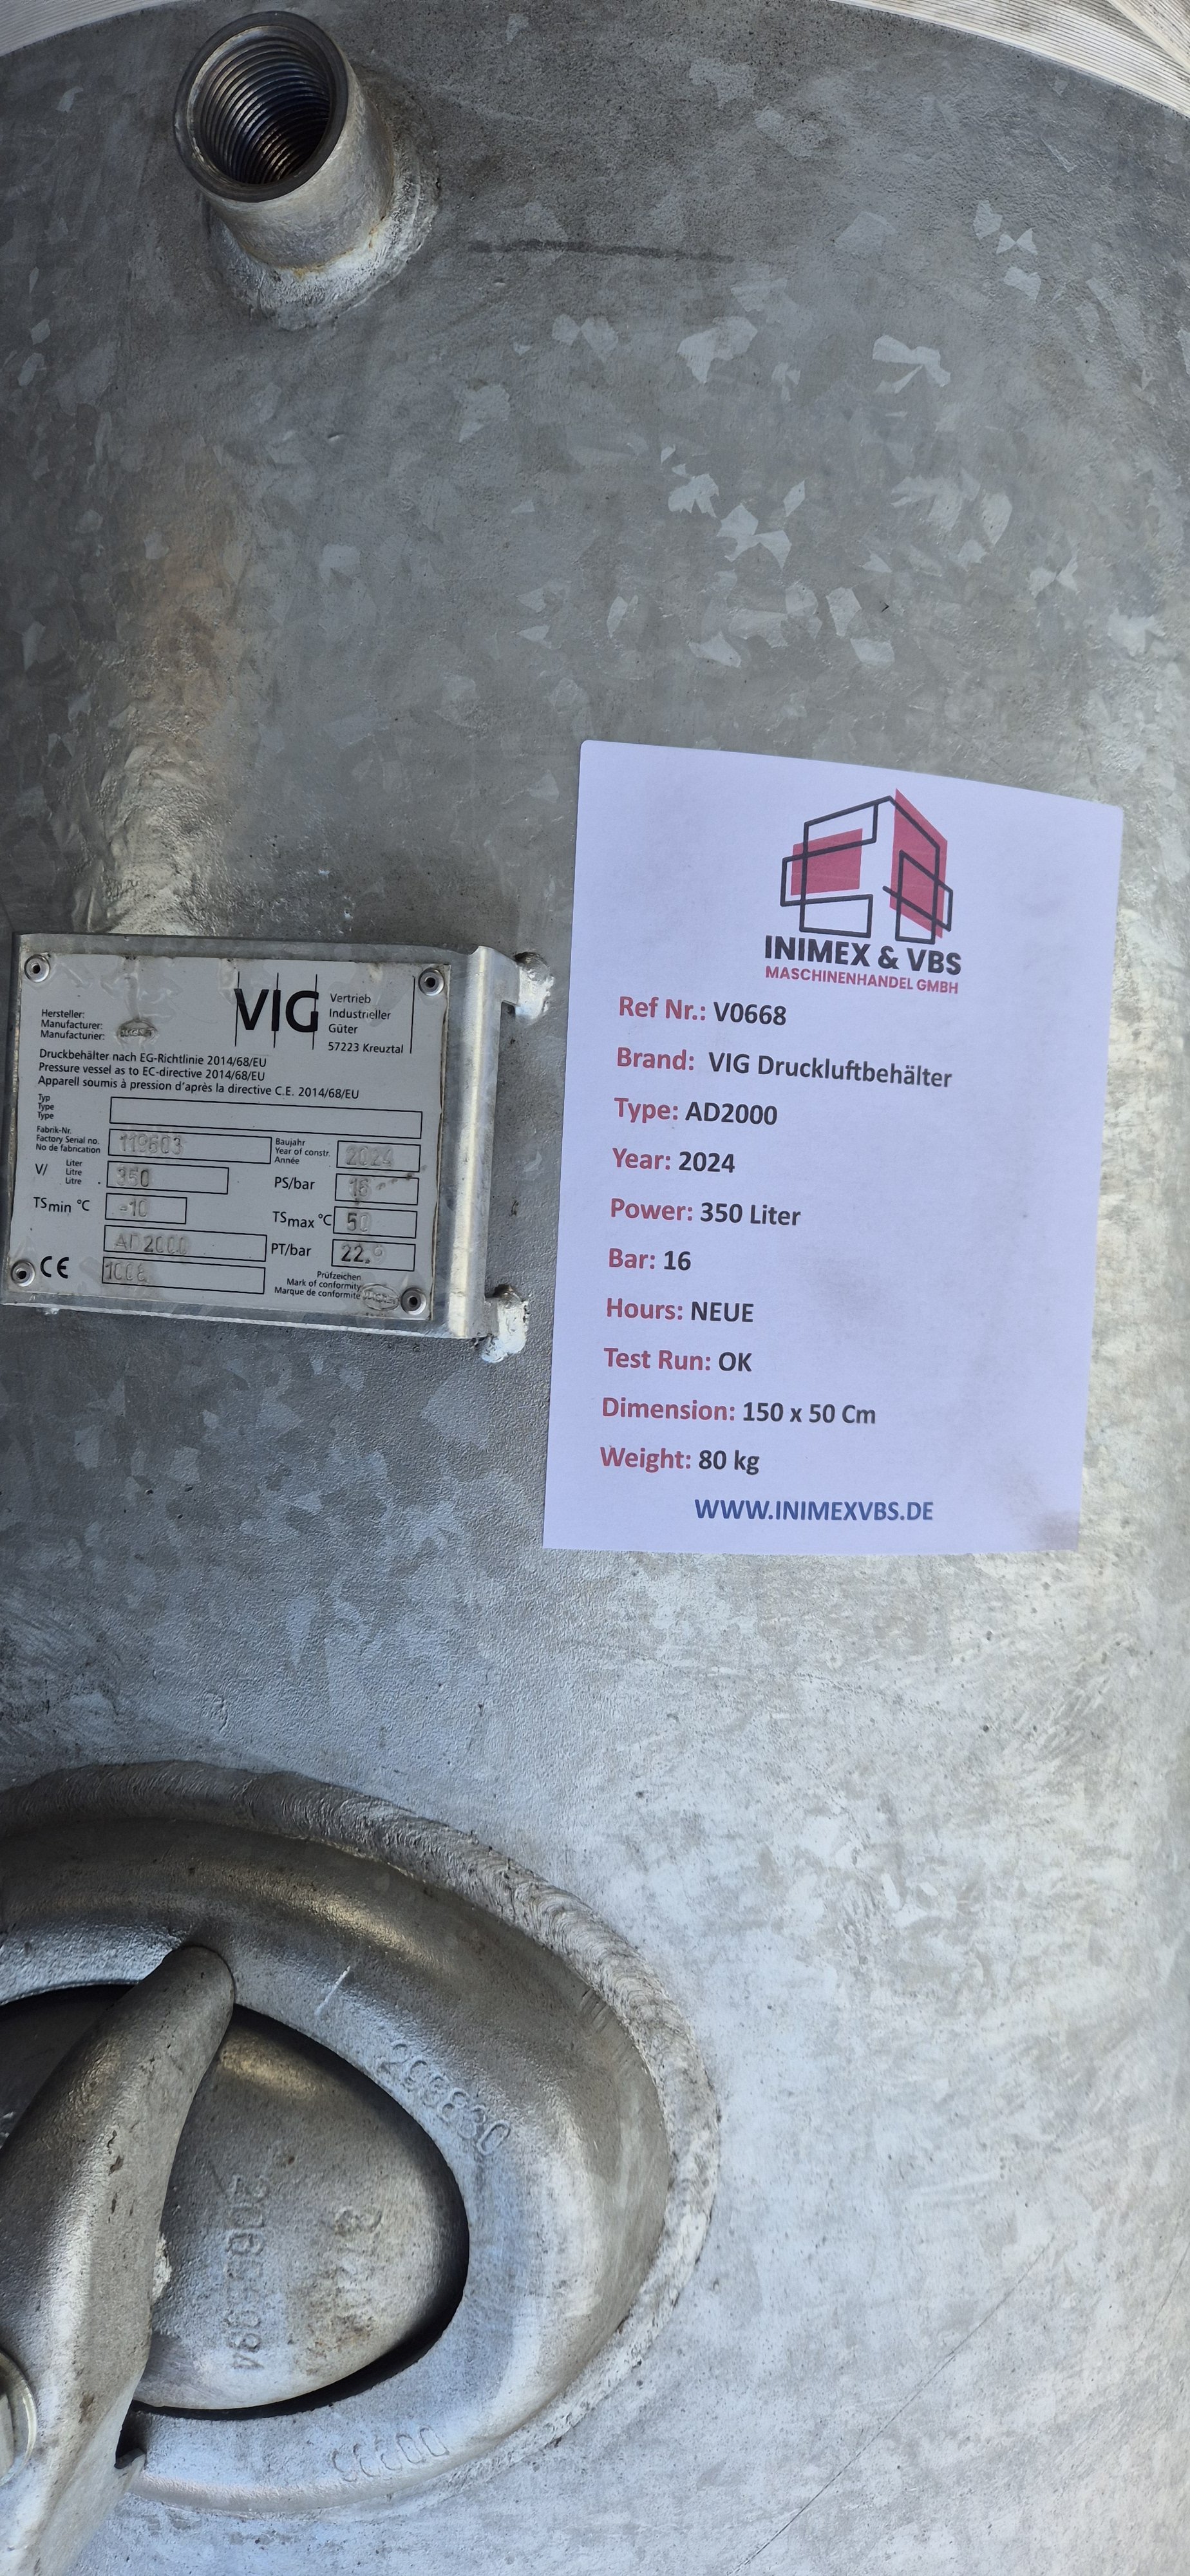 VIG
Vertrieb
Industrieller
Güter
57223 Kreuztal
Hersteller:
Manufacturer:
Manufacturier:
Druckbehälter nach EG-Richtlinie 2014/68/EU
Pressure vessel as to EC-directive 2014/68/EU
Appareil soumis à pression d'après la directive C.E. 2014/68/EU
Typ
Type
Type
Fabrik-Nr.
Factory Serial no.
No de fabrication
119603
Baujahr
Year of constr.
Année
2024
V/ Liter
Litre
Litre
350
PS/bar
16
TSmin °C
-10
TSmax °C
50
AD2000
PT/bar
CE
Prüfzeichen
Mark of conformity
Marque de conformité
INIMEX & VBS
MASCHINENHANDEL GMBH
Ref Nr.: V0668
Brand: VIG Druckluftbehälter
Type: AD2000
Year: 2024
Power: 350 Liter
Bar: 16
Hours: NEUE
Test Run: OK
Dimension: 150 x 50 Cm
Weight: 80 kg
WWW.INIMEXVBS.DE